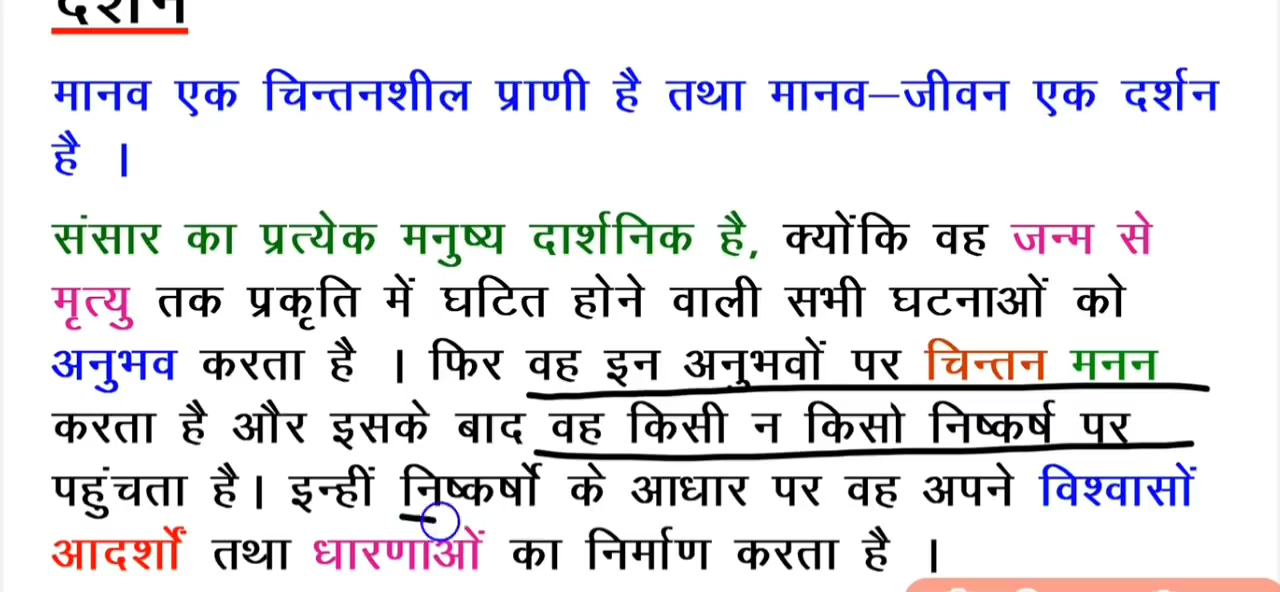 दर्शन
मानव एक चिन्तनशील प्राणी है तथा मानव–जीवन एक दर्शन
है ।
संसार का प्रत्येक मनुष्य दार्शनिक है, क्योंकि वह जन्म से
मृत्यु तक प्रकृति में घटित होने वाली सभी घटनाओं को
अनुभव करता है । फिर वह इन अनुभवों पर चिन्तन मनन
करता है और इसके बाद वह किसी न किसो निष्कर्ष पर
पहुंचता है। इन्हीं निष्कर्षो के आधार पर वह अपने विश्वासों
आदर्शों तथा धारणाओं का निर्माण करता है ।